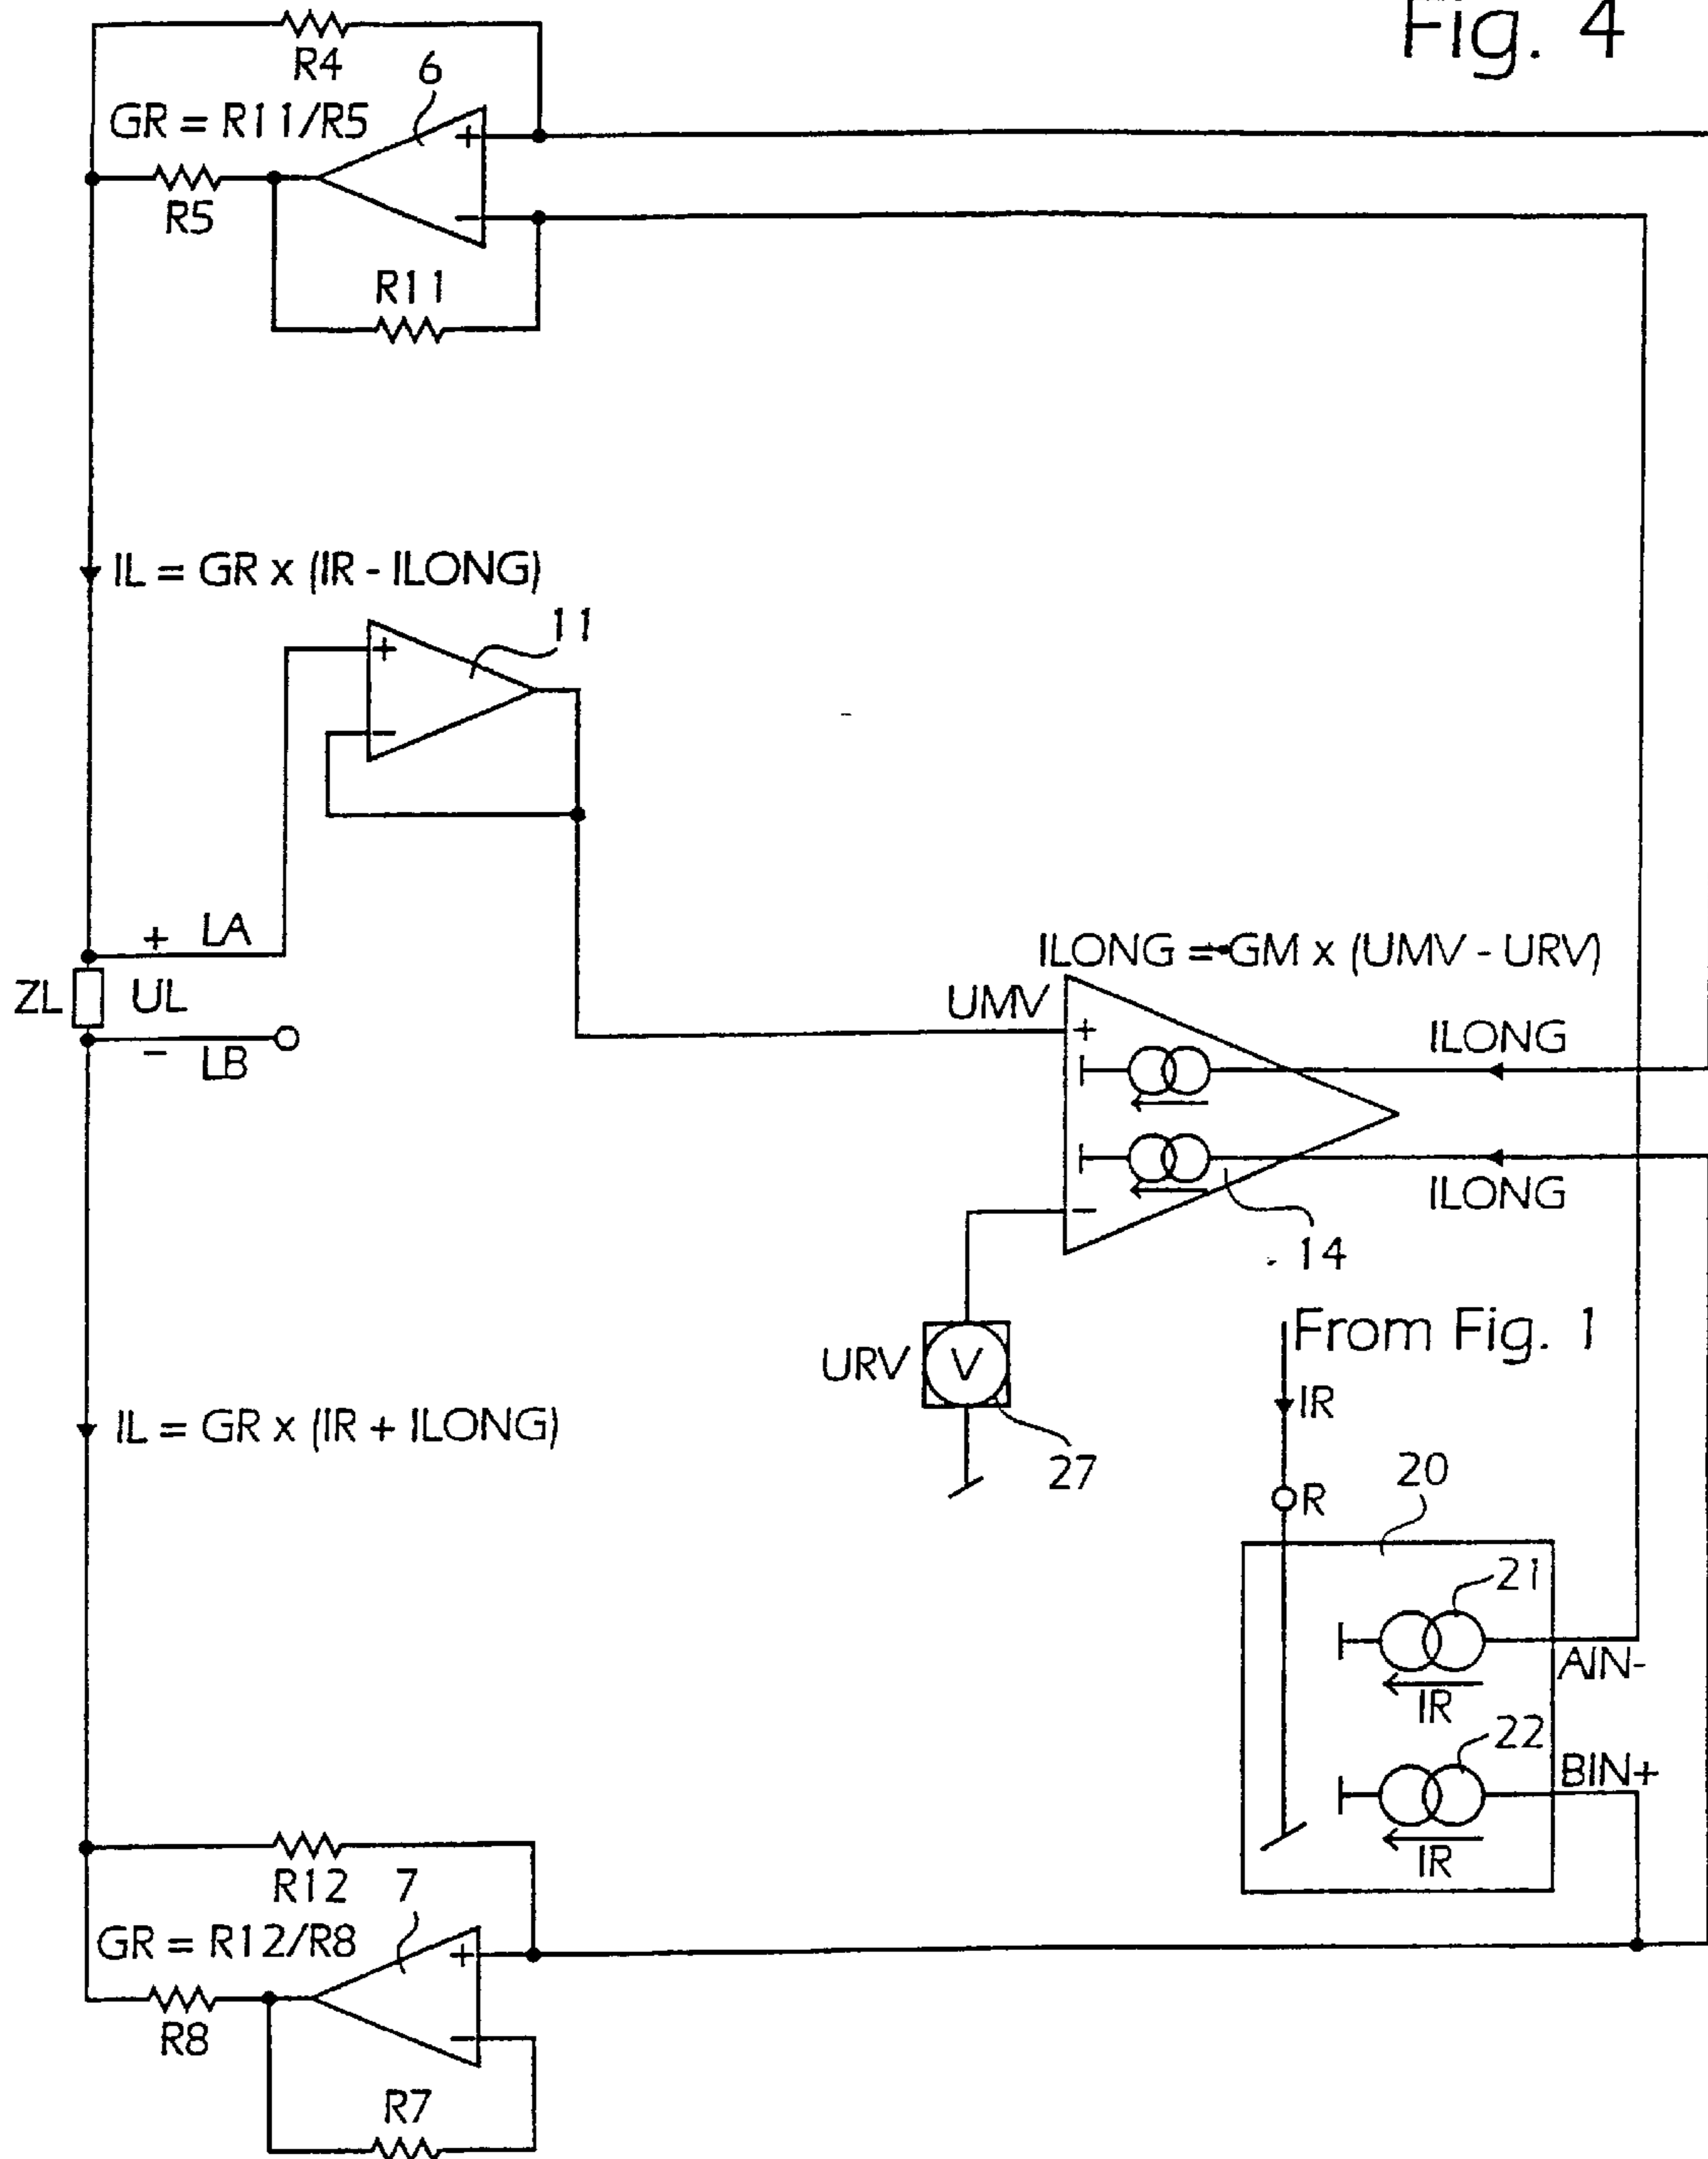 Fig. 4
R4
6
GR = R11/R5
+
R5
−
R11
IL = GR x (IR - ILONG)
11
+
−
+ LA
ZL UL
− LB
ILONG = GM x (UMV - URV)
UMV
+
ILONG
ILONG
−
14
From Fig. 1
URV V
IR
IL = GR x (IR + ILONG)
27
20
R
21
AIN-
IR
22
BIN+
IR
R12 7
GR = R12/R8
+
R8
−
R7